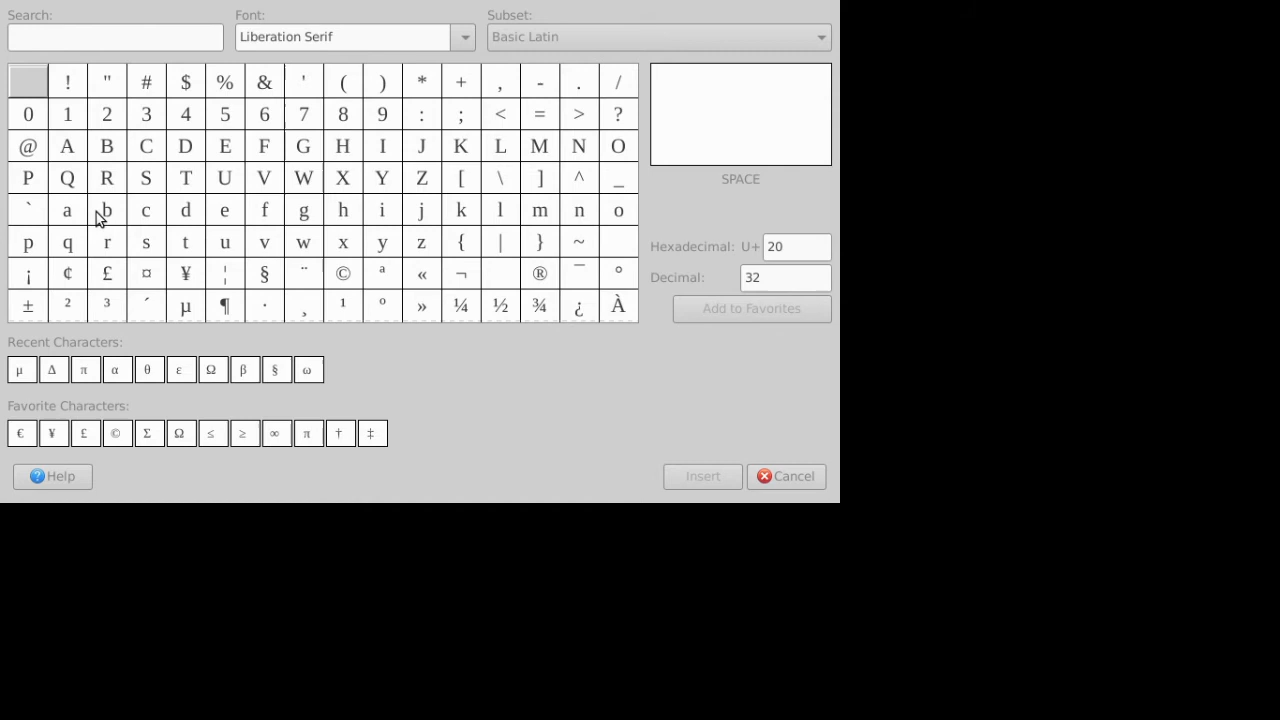 Search: Font: Subset:
Liberation Serif Basic Latin
! " # $ % & ' ( ) * + , - . /
0 1 2 3 4 5 6 7 8 9 : ; < = > ?
@ A B C D E F G H I J K L M N O
P Q R S T U V W X Y Z [ \ ] ^ _
SPACE
` a b c d e f g h i j k l m n o
p q r s t u v w x y z { | } ~
Hexadecimal: U+ 20
¡ ¢ £ ¤ ¥ ¦ § ¨ © ª « ¬ ® ¯ °
Decimal: 32
± ² ³ ´ µ ¶ · ¸ ¹ º » ¼ ½ ¾ ¿ À
Add to Favorites
Recent Characters:
μ Δ π α θ ε Ω β § ω
Favorite Characters:
€ ¥ £ © Σ Ω ≤ ≥ ∞ π † ‡
Help Insert Cancel